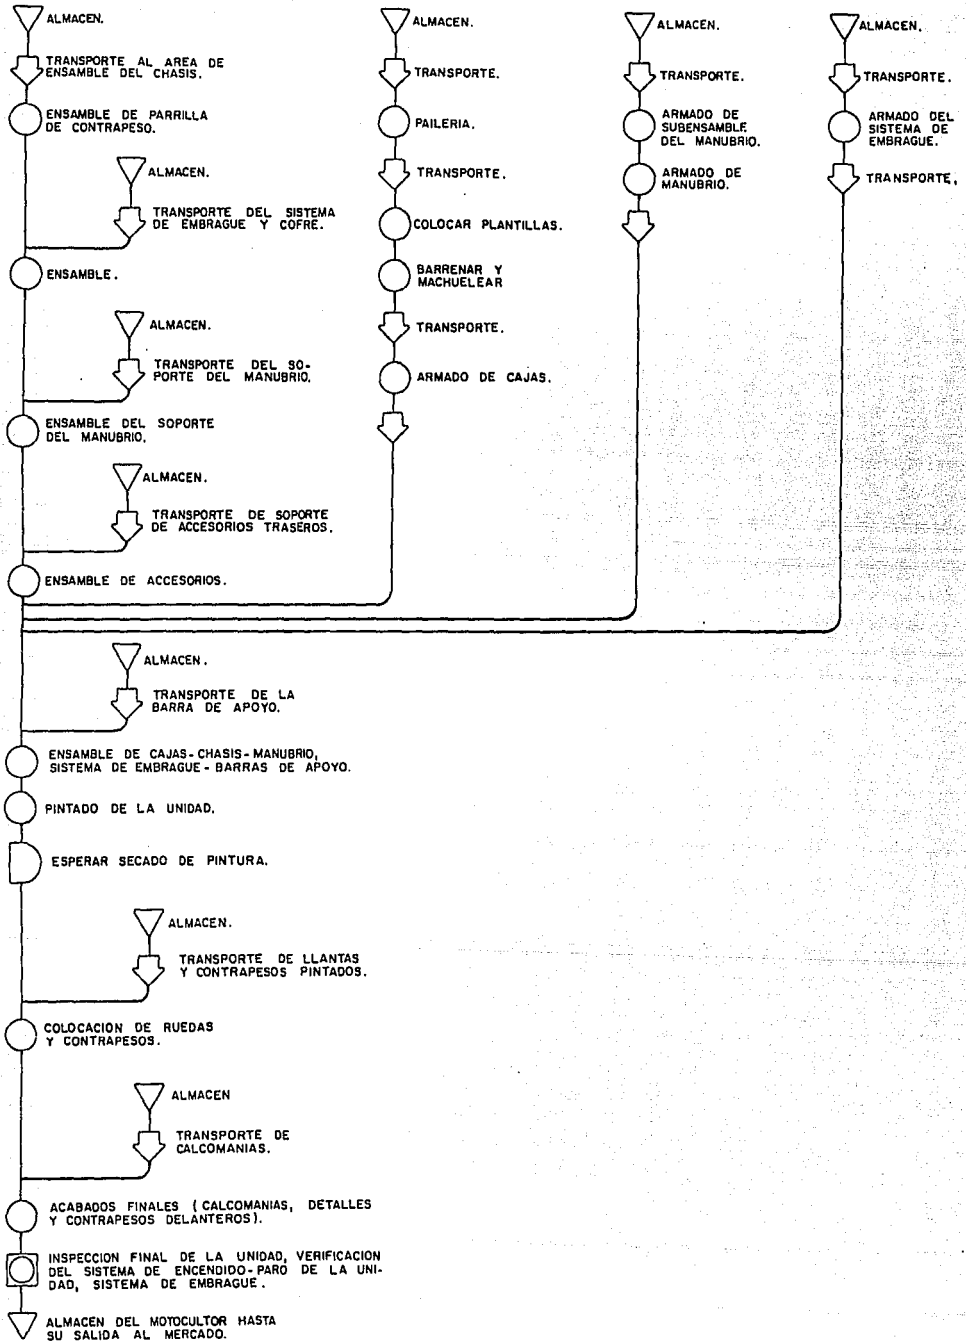 ALMACEN.
TRANSPORTE AL AREA DE
ENSAMBLE DEL CHASIS.
ENSAMBLE DE PARRILLA
DE CONTRAPESO.
ALMACEN.
TRANSPORTE DEL SISTEMA
DE EMBRAGUE Y COFRE.
ENSAMBLE.
ALMACEN.
TRANSPORTE DEL SO-
PORTE DEL MANUBRIO.
ENSAMBLE DEL SOPORTE
DEL MANUBRIO.
ALMACEN.
TRANSPORTE DE SOPORTE
DE ACCESORIOS TRASEROS.
ENSAMBLE DE ACCESORIOS.
ALMACEN.
TRANSPORTE.
PAILERIA.
TRANSPORTE.
COLOCAR PLANTILLAS.
BARRENAR Y
MACHUELEAR
TRANSPORTE.
ARMADO DE CAJAS.
ALMACEN.
TRANSPORTE.
ARMADO DE
SUBENSAMBLE
DEL MANUBRIO.
ARMADO DE
MANUBRIO.
ALMACEN.
TRANSPORTE.
ARMADO DEL
SISTEMA DE
EMBRAGUE.
TRANSPORTE.
ALMACEN.
TRANSPORTE DE LA
BARRA DE APOYO.
ENSAMBLE DE CAJAS-CHASIS-MANUBRIO,
SISTEMA DE EMBRAGUE-BARRAS DE APOYO.
PINTADO DE LA UNIDAD.
ESPERAR SECADO DE PINTURA.
ALMACEN.
TRANSPORTE DE LLANTAS
Y CONTRAPESOS PINTADOS.
COLOCACION DE RUEDAS
Y CONTRAPESOS.
ALMACEN
TRANSPORTE DE
CALCOMANIAS.
ACABADOS FINALES (CALCOMANIAS, DETALLES
Y CONTRAPESOS DELANTEROS).
INSPECCION FINAL DE LA UNIDAD, VERIFICACION
DEL SISTEMA DE ENCENDIDO-PARO DE LA UNI-
DAD, SISTEMA DE EMBRAGUE.
ALMACEN DEL MOTOCULTOR HASTA
SU SALIDA AL MERCADO.